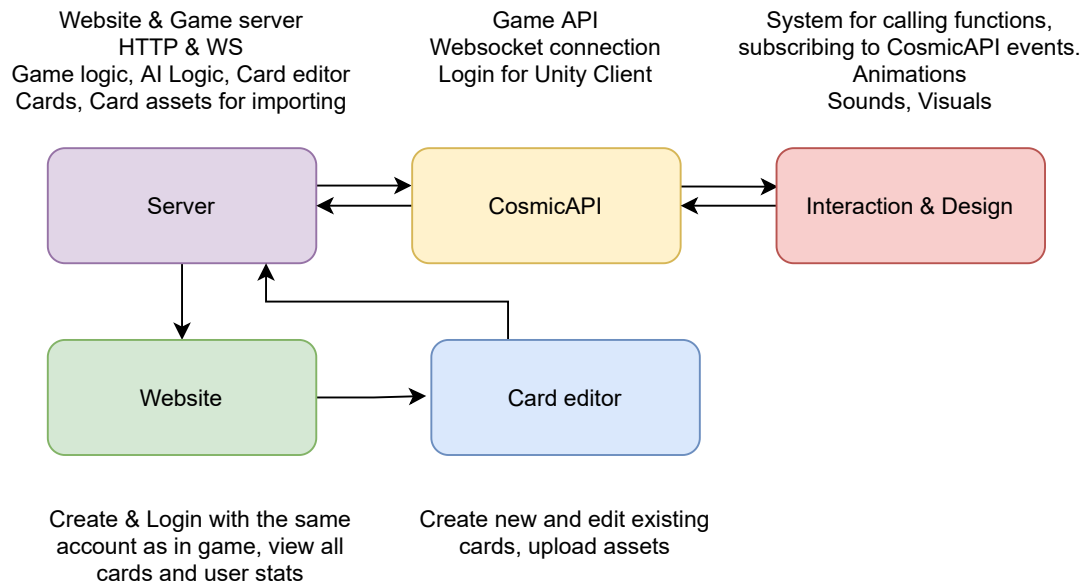 Website & Game server
HTTP & WS
Game logic, AI Logic, Card editor
Cards, Card assets for importing
Game API
Websocket connection
Login for Unity Client
System for calling functions,
subscribing to CosmicAPI events.
Animations
Sounds, Visuals
Server
CosmicAPI
Interaction & Design
Website
Card editor
Create & Login with the same
account as in game, view all
cards and user stats
Create new and edit existing
cards, upload assets